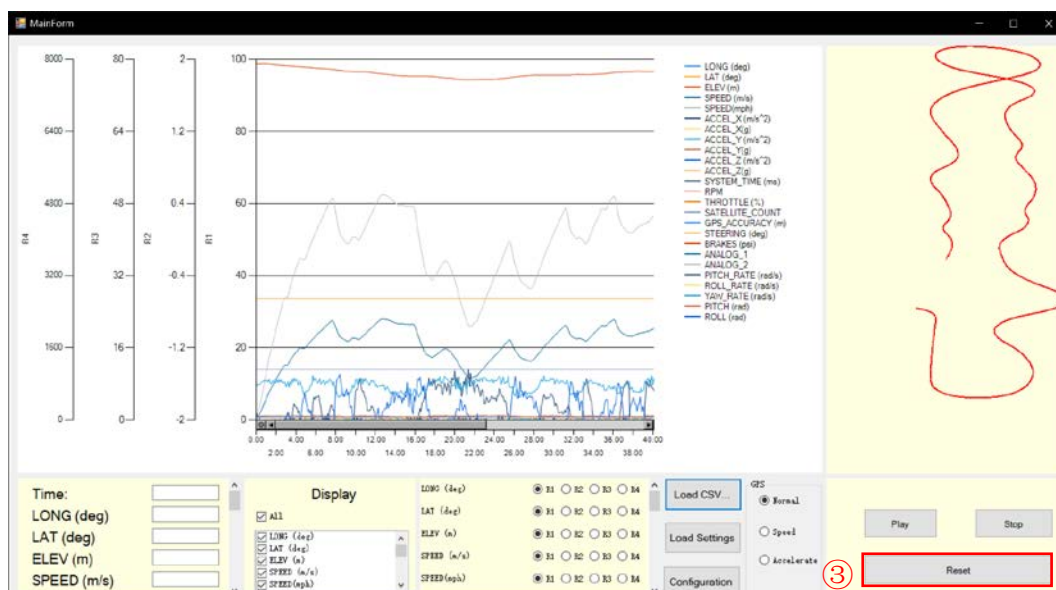 MainForm
8000
6400
4800
3200
1600
0
R4
80
64
48
32
16
0
R3
2
1.2
0.4
-0.4
-1.2
-2
R2
100
80
60
40
20
0
R1
0.00 4.00 8.00 12.00 16.00 20.00 24.00 28.00 32.00 36.00 40.00
2.00 6.00 10.00 14.00 18.00 22.00 26.00 30.00 34.00 38.00
LONG (deg)
LAT (deg)
ELEV (m)
SPEED (m/s)
SPEED(mph)
ACCEL_X (m/s^2)
ACCEL_X(g)
ACCEL_Y (m/s^2)
ACCEL_Y(g)
ACCEL_Z (m/s^2)
ACCEL_Z(g)
SYSTEM_TIME (ms)
RPM
THROTTLE (%)
SATELLITE_COUNT
GPS_ACCURACY (m)
STEERING (deg)
BRAKES (psi)
ANALOG_1
ANALOG_2
PITCH_RATE (rad/s)
ROLL_RATE (rad/s)
YAW_RATE (rad/s)
PITCH (rad)
ROLL (rad)
Time:
LONG (deg)
LAT (deg)
ELEV (m)
SPEED (m/s)
Display
All
LONG (deg)
LAT (deg)
ELEV (m)
SPEED (m/s)
SPEED(mph)
LONG (deg) R1 R2 R3 R4
LAT (deg) R1 R2 R3 R4
ELEV (m) R1 R2 R3 R4
SPEED (m/s) R1 R2 R3 R4
SPEED(mph) R1 R2 R3 R4
Load CSV...
Load Settings
Configuration
GPS
Normal
Speed
Accelerate
Play Stop
③ Reset